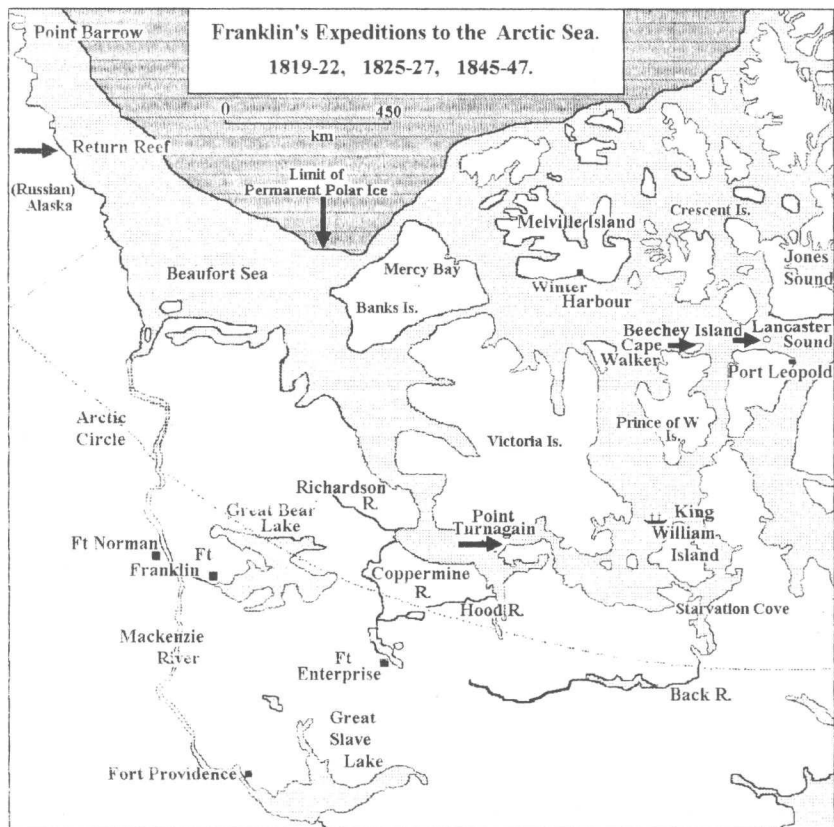 Franklin's Expeditions to the Arctic Sea.
1819-22, 1825-27, 1845-47.
0 450
km
Point Barrow
Return Reef
(Russian)
Alaska
Limit of
Permanent Polar Ice
Beaufort Sea
Mercy Bay
Banks Is.
Melville Island
Winter
Harbour
Crescent Is.
Jones
Sound
Beechey Island
Lancaster
Sound
Cape
Walker
Port Leopold
Arctic
Circle
Victoria Is.
Prince of W
Is.
Richardson
R.
Great Bear
Lake
Point
Turnagain
King
William
Island
Ft Norman
Ft
Franklin
Coppermine
R.
Hood R.
Starvation Cove
Mackenzie
River
Ft
Enterprise
Back R.
Great
Slave
Lake
Fort Providence